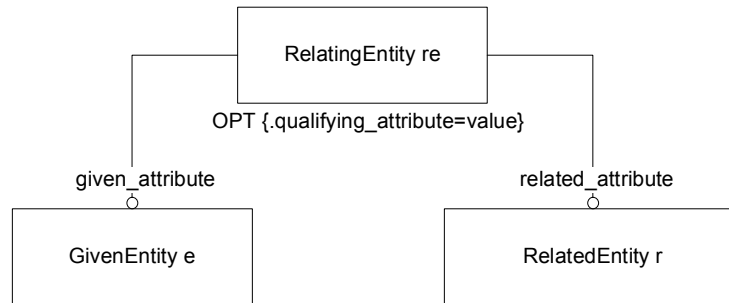 RelatingEntity re
OPT {.qualifying_attribute=value}
given_attribute
related_attribute
GivenEntity e
RelatedEntity r